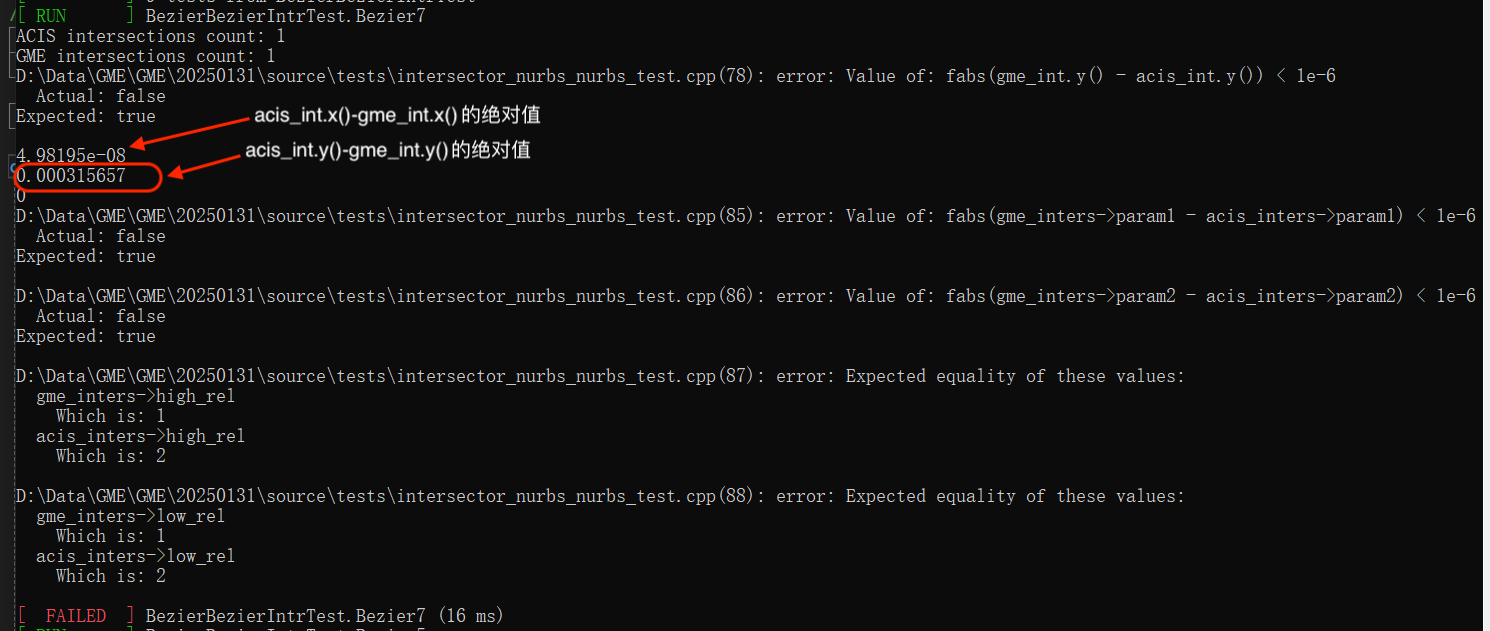 [ RUN      ] BezierBezierIntrTest.Bezier7
ACIS intersections count: 1
GME intersections count: 1
D:\Data\GME\GME\20250131\source\tests\intersector_nurbs_nurbs_test.cpp(78): error: Value of: fabs(gme_int.y() - acis_int.y()) < 1e-6
  Actual: false
Expected: true
acis_int.x()-gme_int.x()的绝对值
acis_int.y()-gme_int.y()的绝对值
4.98195e-08
0.000315657
0
D:\Data\GME\GME\20250131\source\tests\intersector_nurbs_nurbs_test.cpp(85): error: Value of: fabs(gme_inters->param1 - acis_inters->param1) < 1e-6
  Actual: false
Expected: true
D:\Data\GME\GME\20250131\source\tests\intersector_nurbs_nurbs_test.cpp(86): error: Value of: fabs(gme_inters->param2 - acis_inters->param2) < 1e-6
  Actual: false
Expected: true
D:\Data\GME\GME\20250131\source\tests\intersector_nurbs_nurbs_test.cpp(87): error: Expected equality of these values:
  gme_inters->high_rel
    Which is: 1
  acis_inters->high_rel
    Which is: 2
D:\Data\GME\GME\20250131\source\tests\intersector_nurbs_nurbs_test.cpp(88): error: Expected equality of these values:
  gme_inters->low_rel
    Which is: 1
  acis_inters->low_rel
    Which is: 2
[  FAILED  ] BezierBezierIntrTest.Bezier7 (16 ms)